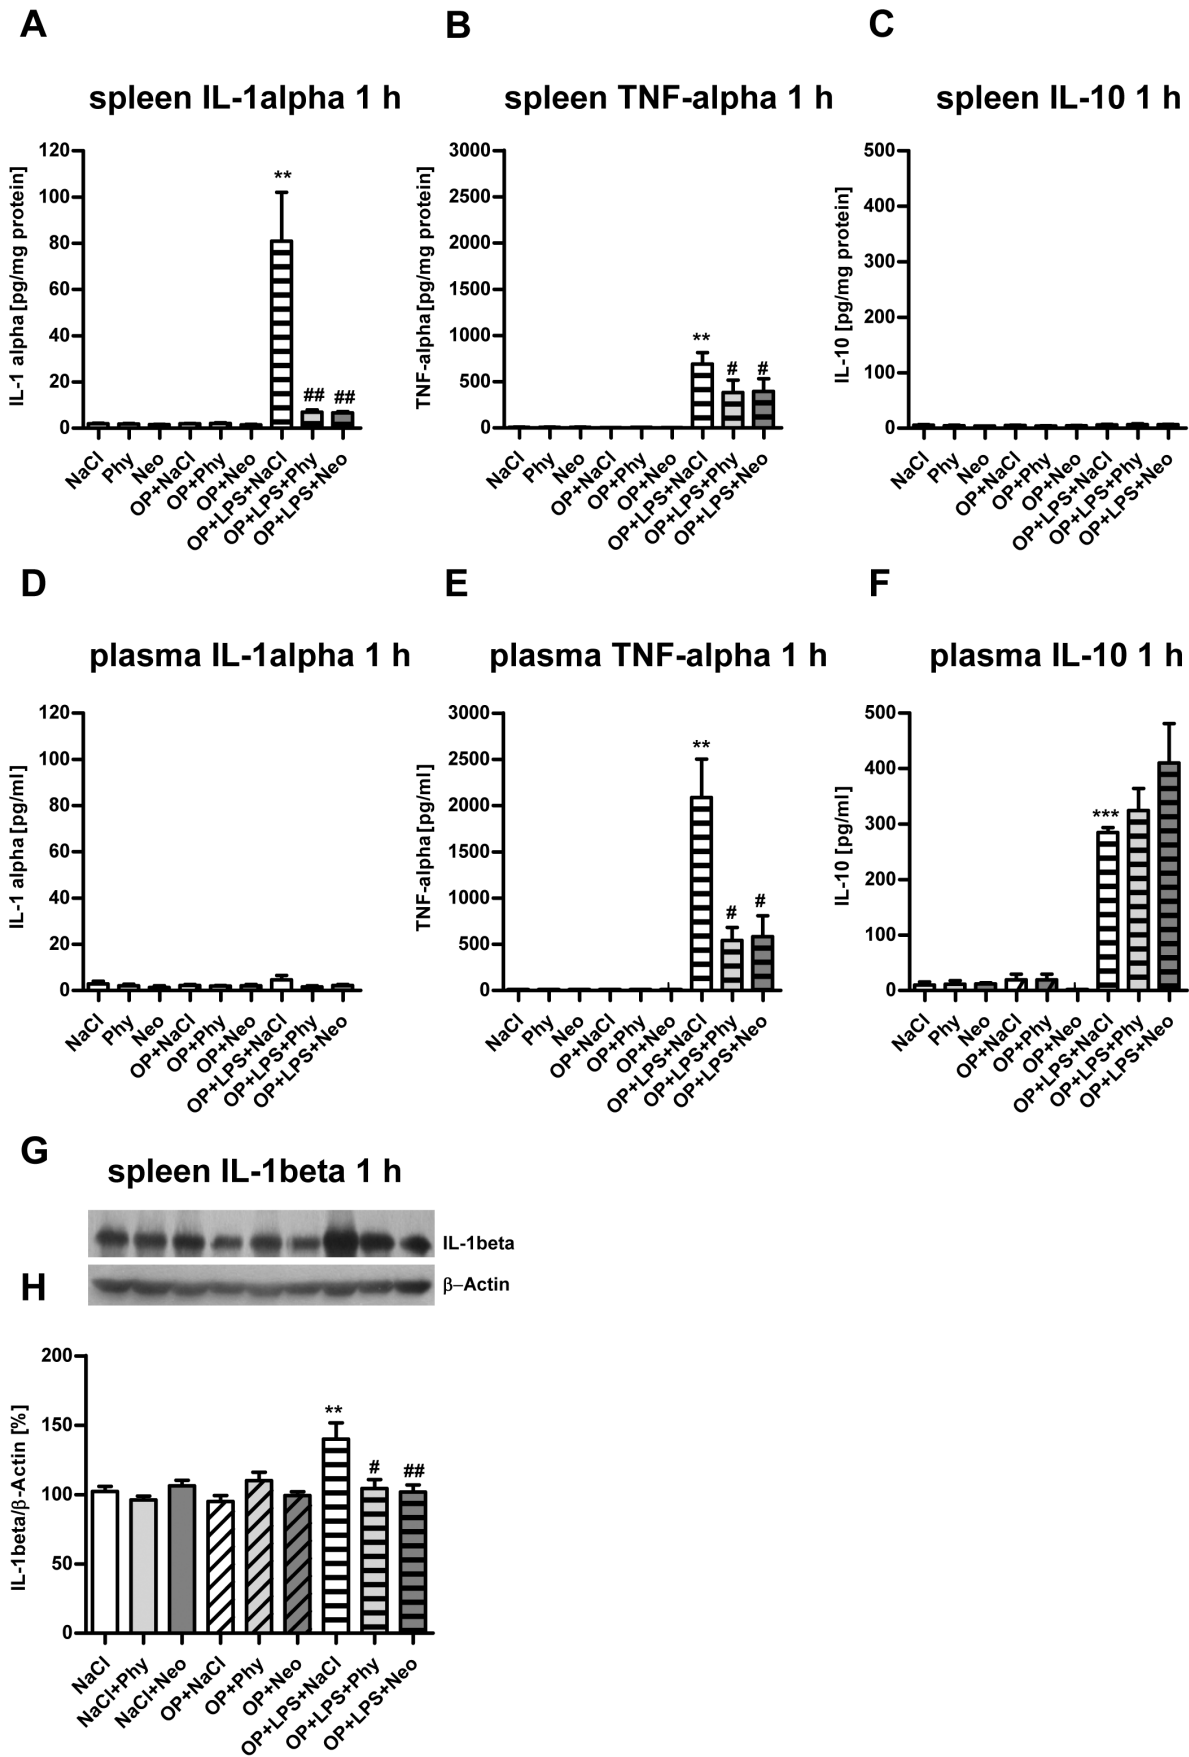 A
B
C
spleen IL-1alpha 1 h
spleen TNF-alpha 1 h
spleen IL-10 1 h
IL-1 alpha [pg/mg protein]
120
100
80
60
40
20
0
**
##
##
NaCl
Phy
Neo
OP+NaCl
OP+Phy
OP+Neo
OP+LPS+NaCl
OP+LPS+Phy
OP+LPS+Neo
TNF-alpha [pg/mg protein]
3000
2500
2000
1500
1000
500
0
**
#
#
NaCl
Phy
Neo
OP+NaCl
OP+Phy
OP+Neo
OP+LPS+NaCl
OP+LPS+Phy
OP+LPS+Neo
IL-10 [pg/mg protein]
500
400
300
200
100
0
NaCl
Phy
Neo
OP+NaCl
OP+Phy
OP+Neo
OP+LPS+NaCl
OP+LPS+Phy
OP+LPS+Neo
D
E
F
plasma IL-1alpha 1 h
plasma TNF-alpha 1 h
plasma IL-10 1 h
IL-1 alpha [pg/ml]
120
100
80
60
40
20
0
NaCl
Phy
Neo
OP+NaCl
OP+Phy
OP+Neo
OP+LPS+NaCl
OP+LPS+Phy
OP+LPS+Neo
TNF-alpha [pg/ml]
3000
2500
2000
1500
1000
500
0
**
#
#
NaCl
Phy
Neo
OP+NaCl
OP+Phy
OP+Neo
OP+LPS+NaCl
OP+LPS+Phy
OP+LPS+Neo
IL-10 [pg/ml]
500
400
300
200
100
0
***
NaCl
Phy
Neo
OP+NaCl
OP+Phy
OP+Neo
OP+LPS+NaCl
OP+LPS+Phy
OP+LPS+Neo
G
spleen IL-1beta 1 h
IL-1beta
β–Actin
H
IL-1beta/β-Actin [%]
200
150
100
50
0
**
#
##
NaCl
NaCl+Phy
NaCl+Neo
OP+NaCl
OP+Phy
OP+Neo
OP+LPS+NaCl
OP+LPS+Phy
OP+LPS+Neo